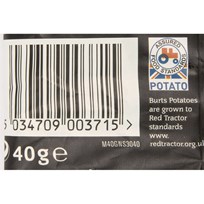 ASSURED
FOOD STANDARDS
POTATO
Burts Potatoes
are grown to
Red Tractor
standards
www.
redtractor.org.uk
5 034709 003715 >
40g e
M40GNS3040